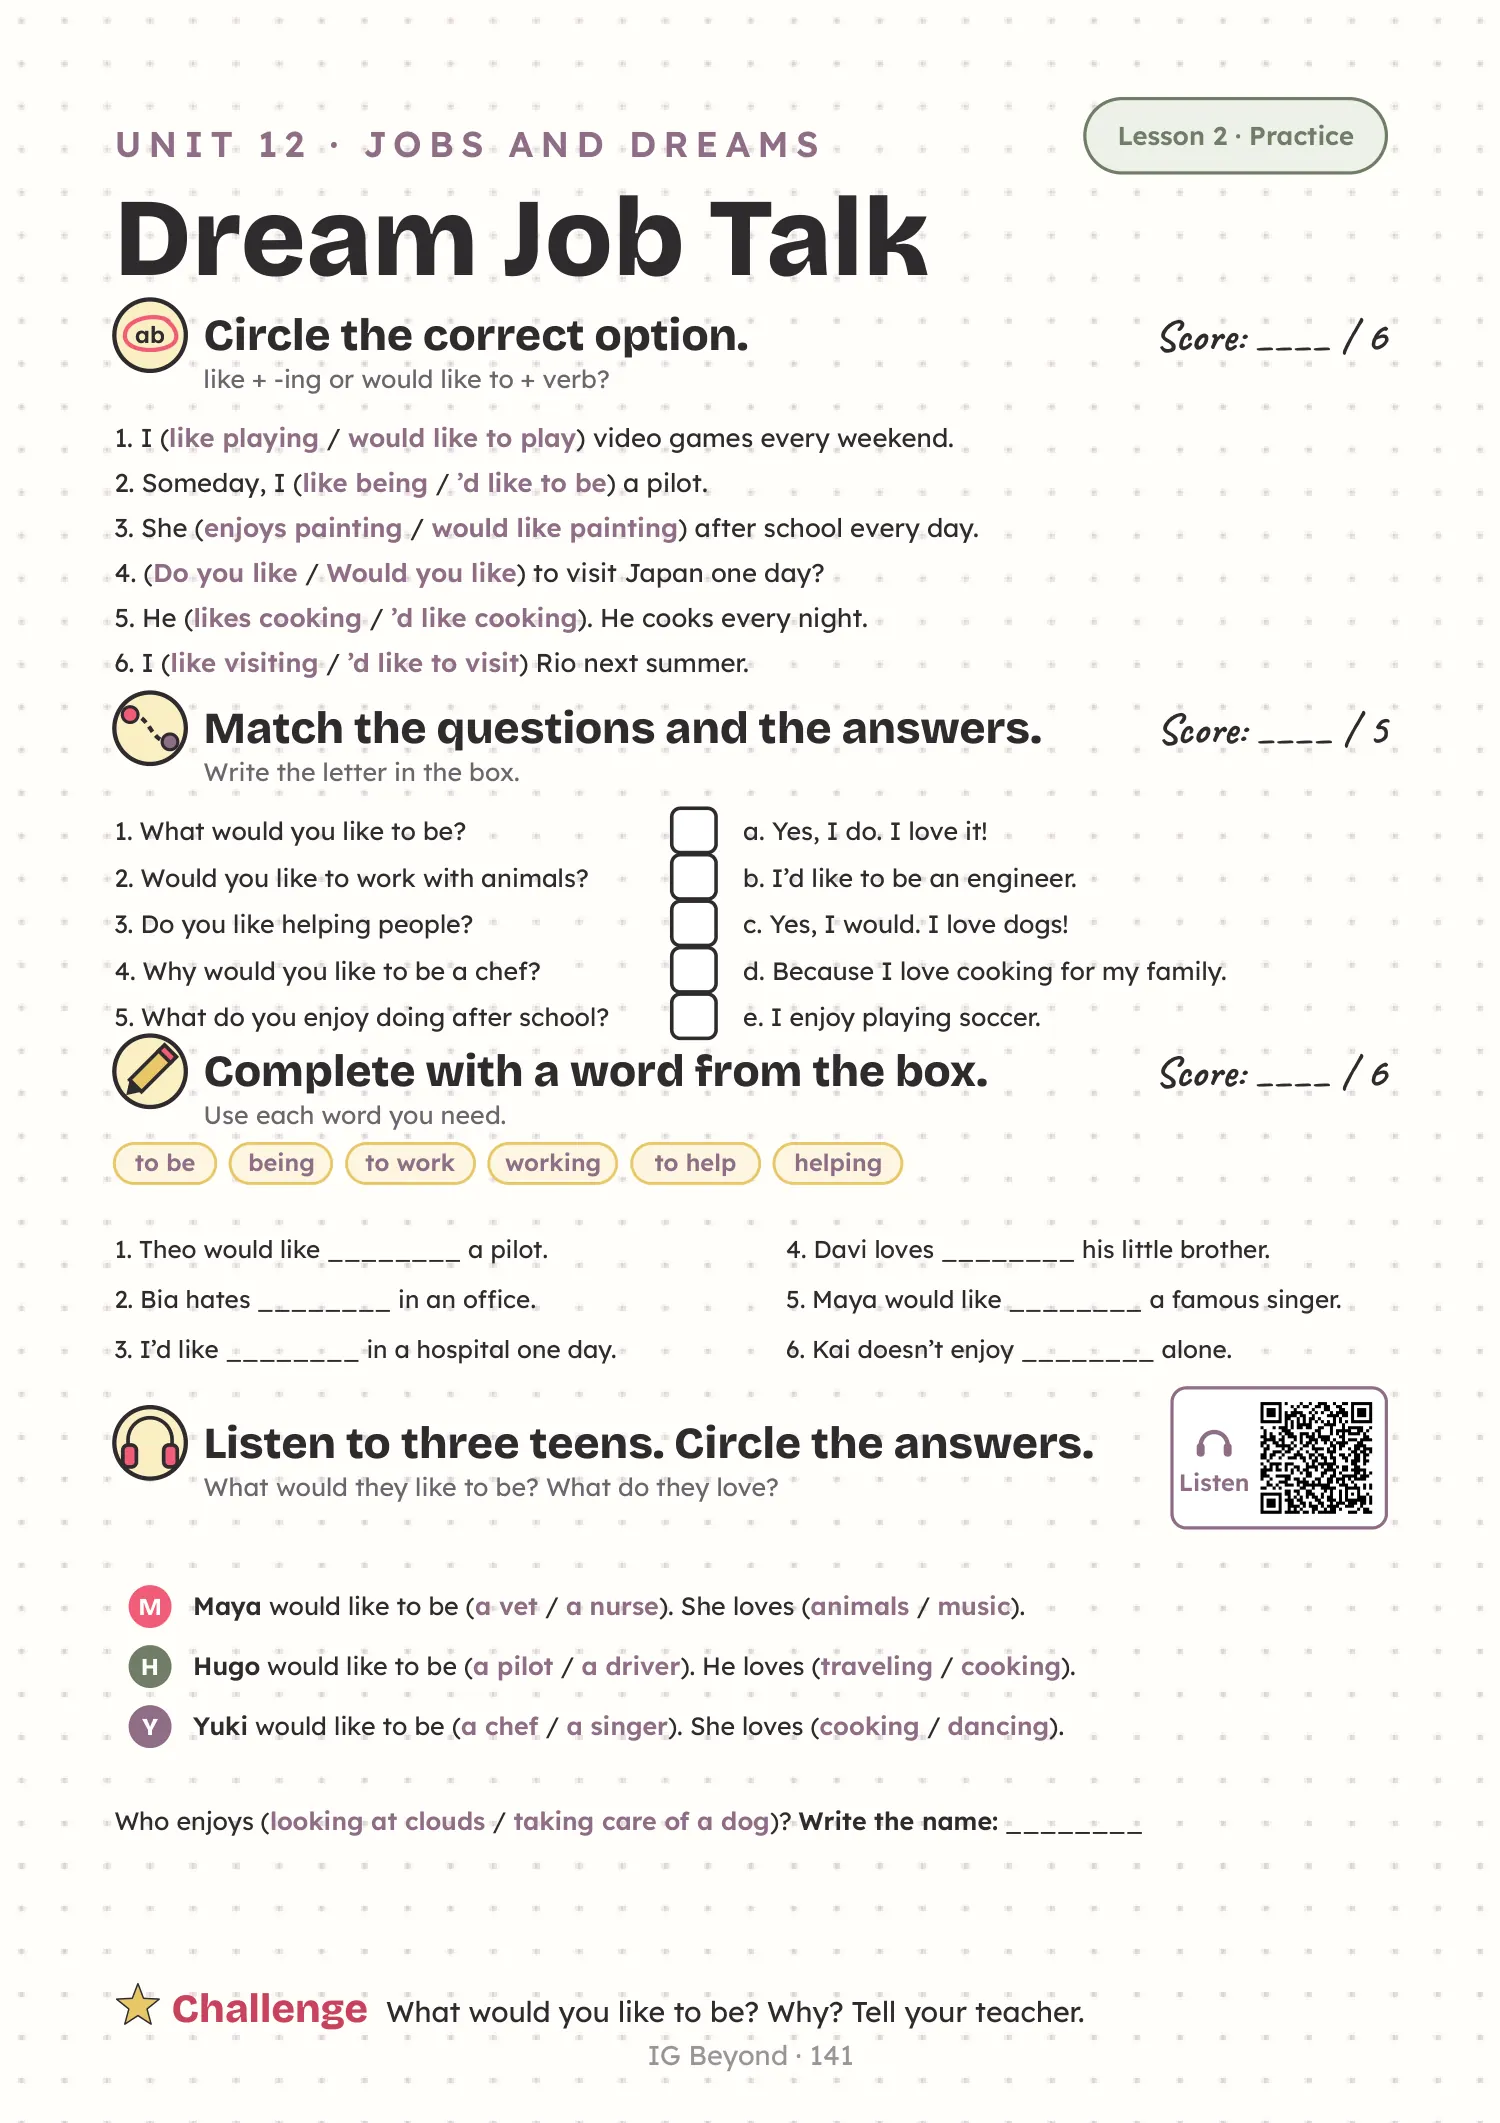 UNIT 12 · JOBS AND DREAMS
Lesson 2 · Practice
Dream Job Talk
ab
Circle the correct option.
Score: ____ / 6
like + -ing or would like to + verb?
1. I (like playing / would like to play) video games every weekend.
2. Someday, I (like being / ’d like to be) a pilot.
3. She (enjoys painting / would like painting) after school every day.
4. (Do you like / Would you like) to visit Japan one day?
5. He (likes cooking / ’d like cooking). He cooks every night.
6. I (like visiting / ’d like to visit) Rio next summer.
Match the questions and the answers.
Score: ____ / 5
Write the letter in the box.
1. What would you like to be?
a. Yes, I do. I love it!
2. Would you like to work with animals?
b. I’d like to be an engineer.
3. Do you like helping people?
c. Yes, I would. I love dogs!
4. Why would you like to be a chef?
d. Because I love cooking for my family.
5. What do you enjoy doing after school?
e. I enjoy playing soccer.
Complete with a word from the box.
Score: ____ / 6
Use each word you need.
to be being to work working to help helping
1. Theo would like ________ a pilot.
2. Bia hates ________ in an office.
3. I’d like ________ in a hospital one day.
4. Davi loves ________ his little brother.
5. Maya would like ________ a famous singer.
6. Kai doesn’t enjoy ________ alone.
Listen to three teens. Circle the answers.
What would they like to be? What do they love?
Listen
M Maya would like to be (a vet / a nurse). She loves (animals / music).
H Hugo would like to be (a pilot / a driver). He loves (traveling / cooking).
Y Yuki would like to be (a chef / a singer). She loves (cooking / dancing).
Who enjoys (looking at clouds / taking care of a dog)? Write the name: ________
Challenge What would you like to be? Why? Tell your teacher.
IG Beyond · 141